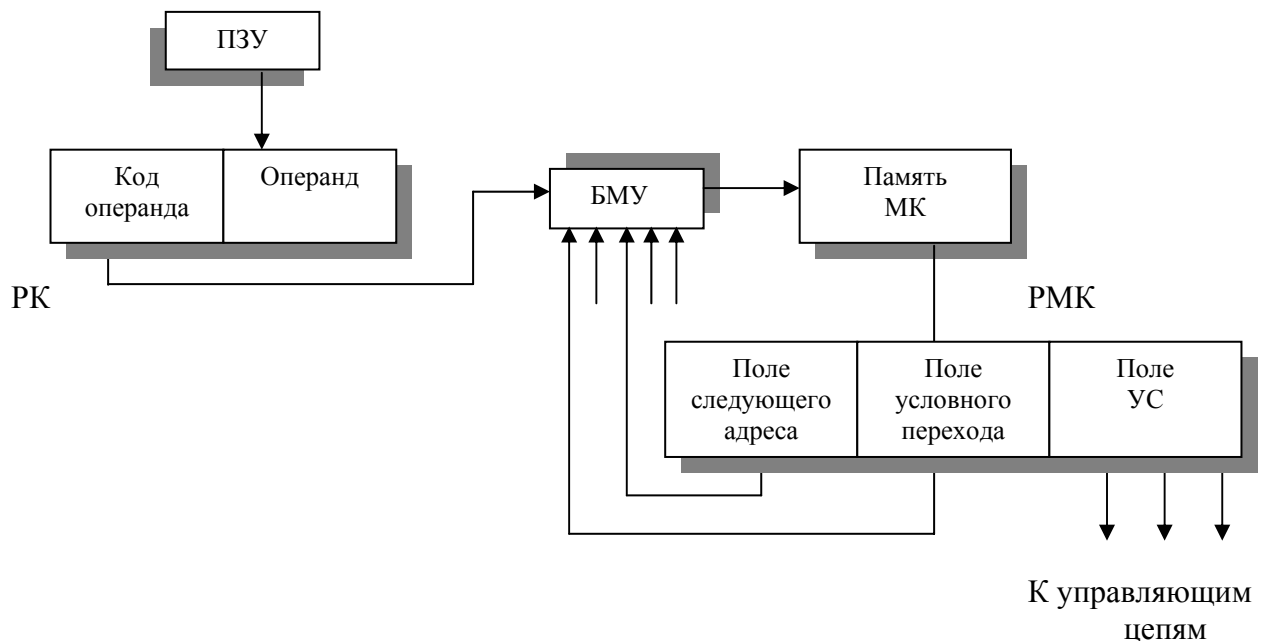 ПЗУ
Код
операнда
Операнд
БМУ
Память
МК
РК
РМК
Поле
следующего
адреса
Поле
условного
перехода
Поле
УС
К управляющим
цепям